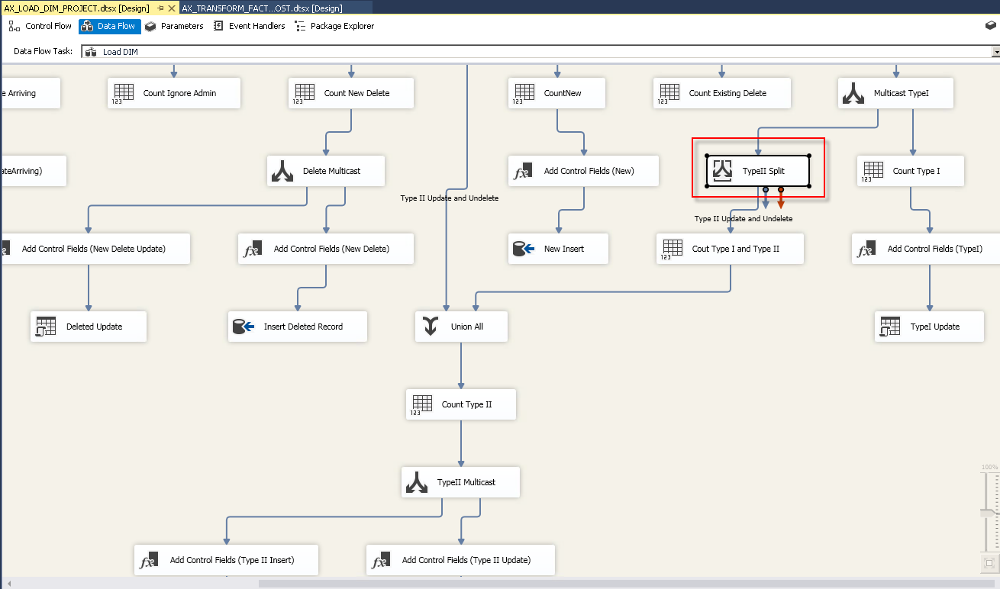 AX_LOAD_DIM_PROJECT.dtsx [Design] AX_TRANSFORM_FACT...OST.dtsx [Design]
Control Flow Data Flow Parameters Event Handlers Package Explorer
Data Flow Task: Load DIM
e Arriving Count Ignore Admin Count New Delete CountNew Count Existing Delete Multicast TypeI
ateArriving) Delete Multicast Add Control Fields (New) TypeII Split Count Type I
Type II Update and Undelete
Type II Update and Undelete
Add Control Fields (New Delete Update) Add Control Fields (New Delete) New Insert Cout Type I and Type II Add Control Fields (TypeI)
Deleted Update Insert Deleted Record Union All TypeI Update
Count Type II
100%
TypeII Multicast
Add Control Fields (Type II Insert) Add Control Fields (Type II Update)